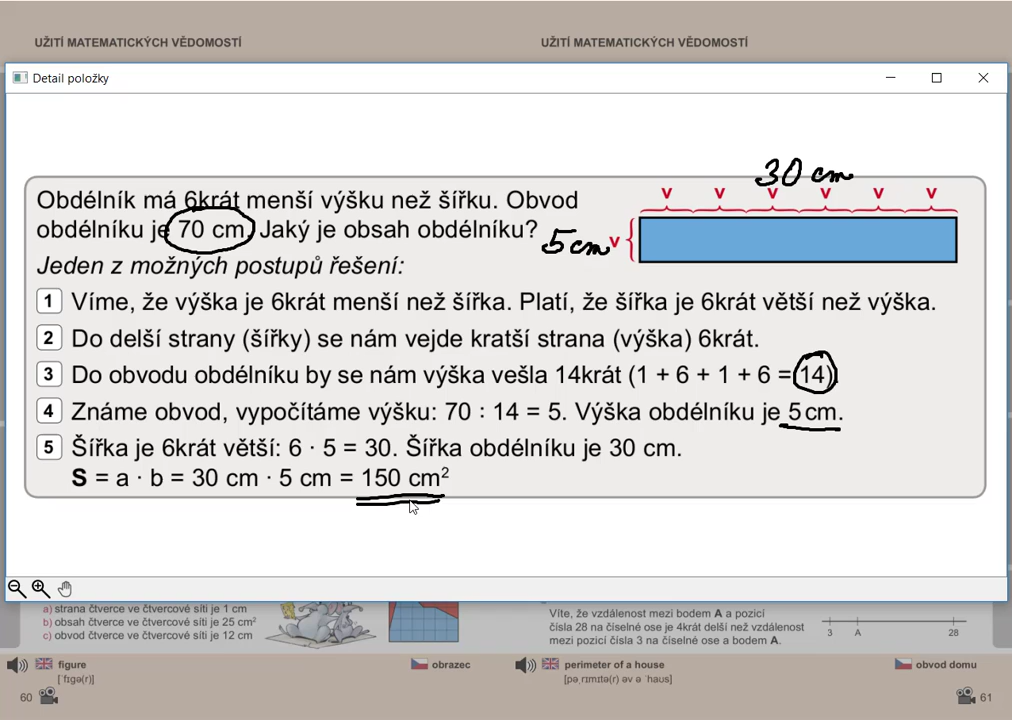 UŽITÍ MATEMATICKÝCH VĚDOMOSTÍ
UŽITÍ MATEMATICKÝCH VĚDOMOSTÍ
Detail položky
30 cm
v v v v v v
Obdélník má 6krát menší výšku než šířku. Obvod
obdélníku je 70 cm. Jaký je obsah obdélníku?
5 cm v
Jeden z možných postupů řešení:
1 Víme, že výška je 6krát menší než šířka. Platí, že šířka je 6krát větší než výška.
2 Do delší strany (šířky) se nám vejde kratší strana (výška) 6krát.
3 Do obvodu obdélníku by se nám výška vešla 14krát (1 + 6 + 1 + 6 = 14).
4 Známe obvod, vypočítáme výšku: 70 : 14 = 5. Výška obdélníku je 5 cm.
5 Šířka je 6krát větší: 6 · 5 = 30. Šířka obdélníku je 30 cm.
S = a · b = 30 cm · 5 cm = 150 cm²
a) strana čtverce ve čtvercové síti je 1 cm
b) obsah čtverce ve čtvercové síti je 25 cm²
c) obvod čtverce ve čtvercové síti je 12 cm
Víte, že vzdálenost mezi bodem A a pozicí
čísla 28 na číselné ose je 4krát delší než vzdálenost
mezi pozicí čísla 3 na číselné ose a bodem A.
3 A 28
figure
[ˈfɪgə(r)]
obrazec
perimeter of a house
[pəˌrɪmɪtə(r) əv ə ˈhaʊs]
obvod domu
60
61